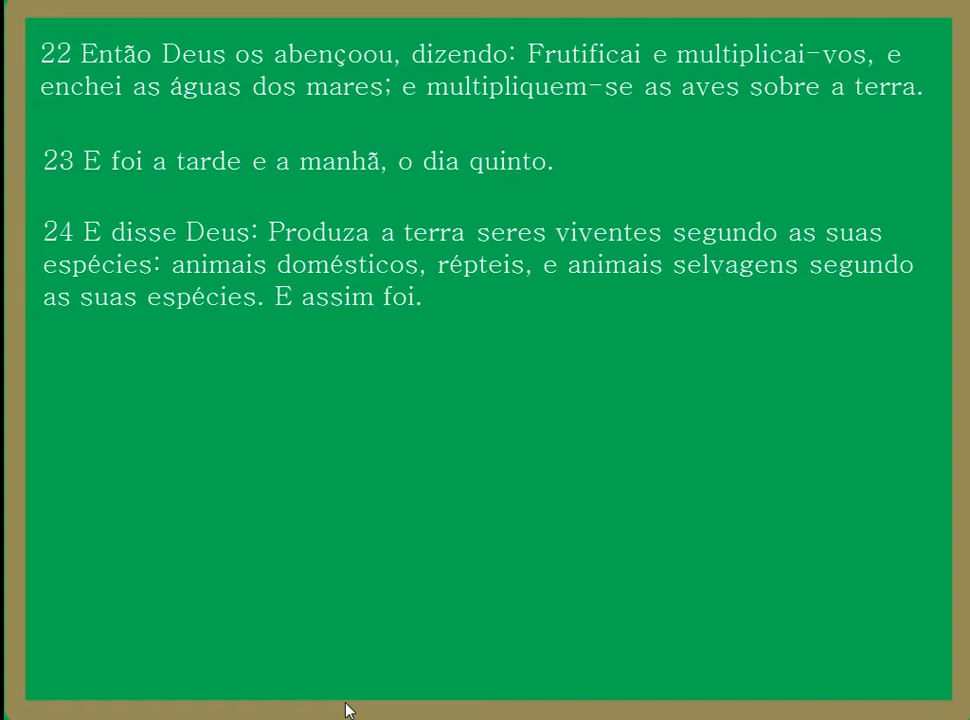 22 Então Deus os abençoou, dizendo: Frutificai e multiplicai-vos, e
enchei as águas dos mares; e multipliquem-se as aves sobre a terra.
23 E foi a tarde e a manhã, o dia quinto.
24 E disse Deus: Produza a terra seres viventes segundo as suas
espécies: animais domésticos, répteis, e animais selvagens segundo
as suas espécies. E assim foi.